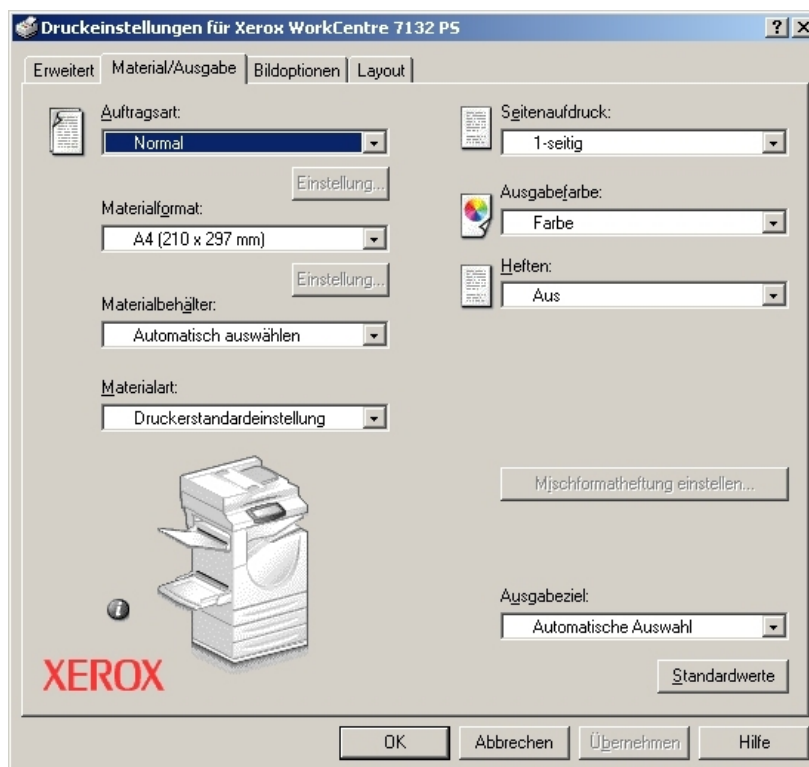 Druckeinstellungen für Xerox WorkCentre 7132 PS
Erweitert
Material/Ausgabe
Bildoptionen
Layout
Auftragsart:
Normal
Einstellung...
Materialformat:
A4 (210 x 297 mm)
Einstellung...
Materialbehälter:
Automatisch auswählen
Materialart:
Druckerstandardeinstellung
XEROX
Seitenaufdruck:
1-seitig
Ausgabefarbe:
Farbe
Heften:
Aus
Mischformatheftung einstellen...
Ausgabeziel:
Automatische Auswahl
Standardwerte
OK
Abbrechen
Übernehmen
Hilfe